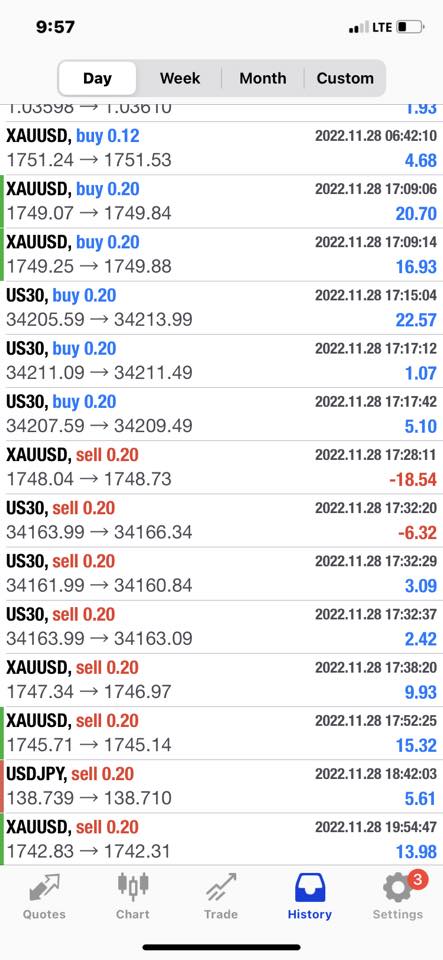 9:57 LTE
Day Week Month Custom
1.03598 → 1.03610 1.93
XAUUSD, buy 0.12 2022.11.28 06:42:10
1751.24 → 1751.53 4.68
XAUUSD, buy 0.20 2022.11.28 17:09:06
1749.07 → 1749.84 20.70
XAUUSD, buy 0.20 2022.11.28 17:09:14
1749.25 → 1749.88 16.93
US30, buy 0.20 2022.11.28 17:15:04
34205.59 → 34213.99 22.57
US30, buy 0.20 2022.11.28 17:17:12
34211.09 → 34211.49 1.07
US30, buy 0.20 2022.11.28 17:17:42
34207.59 → 34209.49 5.10
XAUUSD, sell 0.20 2022.11.28 17:28:11
1748.04 → 1748.73 -18.54
US30, sell 0.20 2022.11.28 17:32:20
34163.99 → 34166.34 -6.32
US30, sell 0.20 2022.11.28 17:32:29
34161.99 → 34160.84 3.09
US30, sell 0.20 2022.11.28 17:32:37
34163.99 → 34163.09 2.42
XAUUSD, sell 0.20 2022.11.28 17:38:20
1747.34 → 1746.97 9.93
XAUUSD, sell 0.20 2022.11.28 17:52:25
1745.71 → 1745.14 15.32
USDJPY, sell 0.20 2022.11.28 18:42:03
138.739 → 138.710 5.61
XAUUSD, sell 0.20 2022.11.28 19:54:47
1742.83 → 1742.31 13.98
3
Quotes Chart Trade History Settings